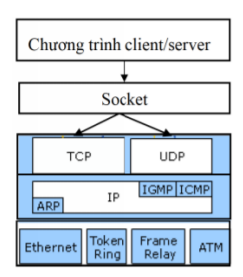 Chương trình client/server
Socket
TCP UDP
IGMP ICMP
IP
ARP
Ethernet Token Ring Frame Relay ATM